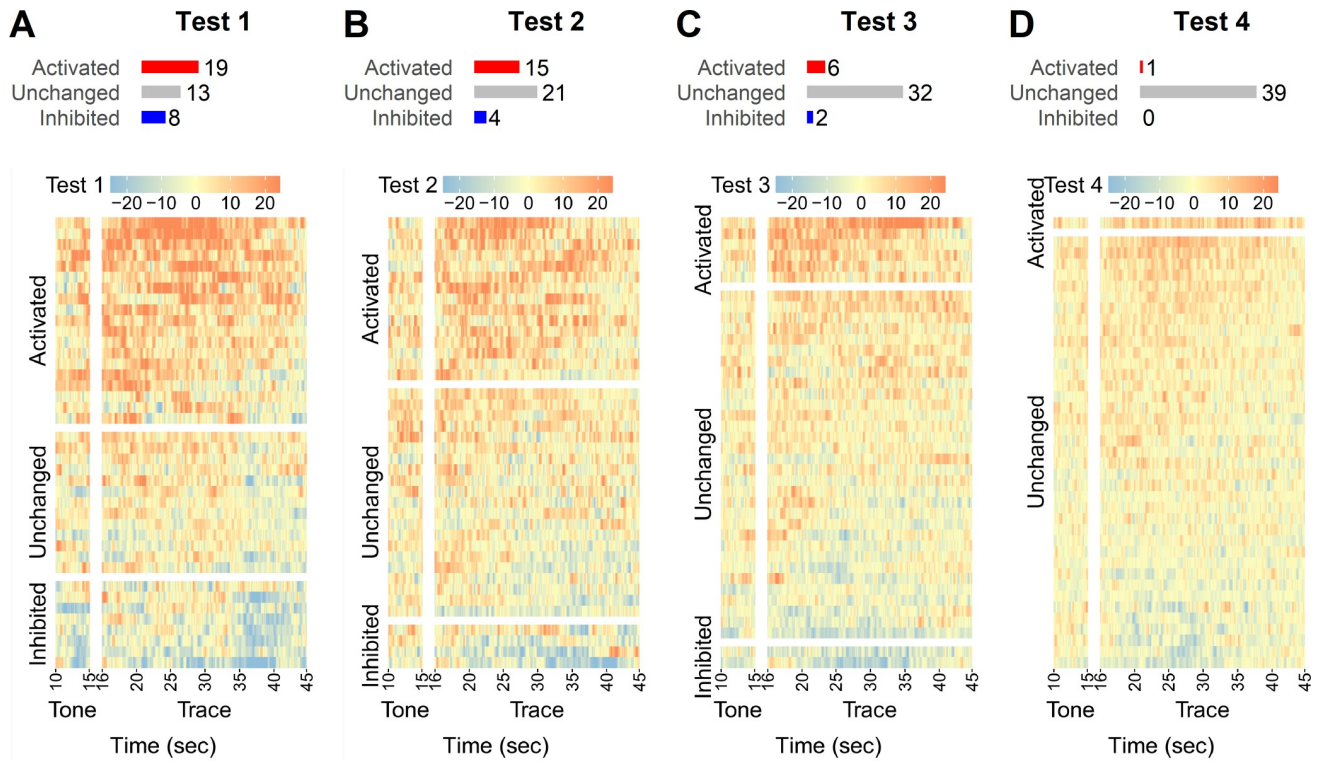 A Test 1
Activated 19
Unchanged 13
Inhibited 8
Test 1 −20 −10 0 10 20
Activated
Unchanged
Inhibited
10 15 16 20 25 30 35 40 45
Tone Trace
Time (sec)
B Test 2
Activated 15
Unchanged 21
Inhibited 4
Test 2 −20 −10 0 10 20
Activated
Unchanged
Inhibited
10 15 16 20 25 30 35 40 45
Tone Trace
Time (sec)
C Test 3
Activated 6
Unchanged 32
Inhibited 2
Test 3 −20 −10 0 10 20
Activated
Unchanged
Inhibited
10 15 16 20 25 30 35 40 45
Tone Trace
Time (sec)
D Test 4
Activated 1
Unchanged 39
Inhibited 0
Test 4 −20 −10 0 10 20
Activated
Unchanged
10 15 16 20 25 30 35 40 45
Tone Trace
Time (sec)